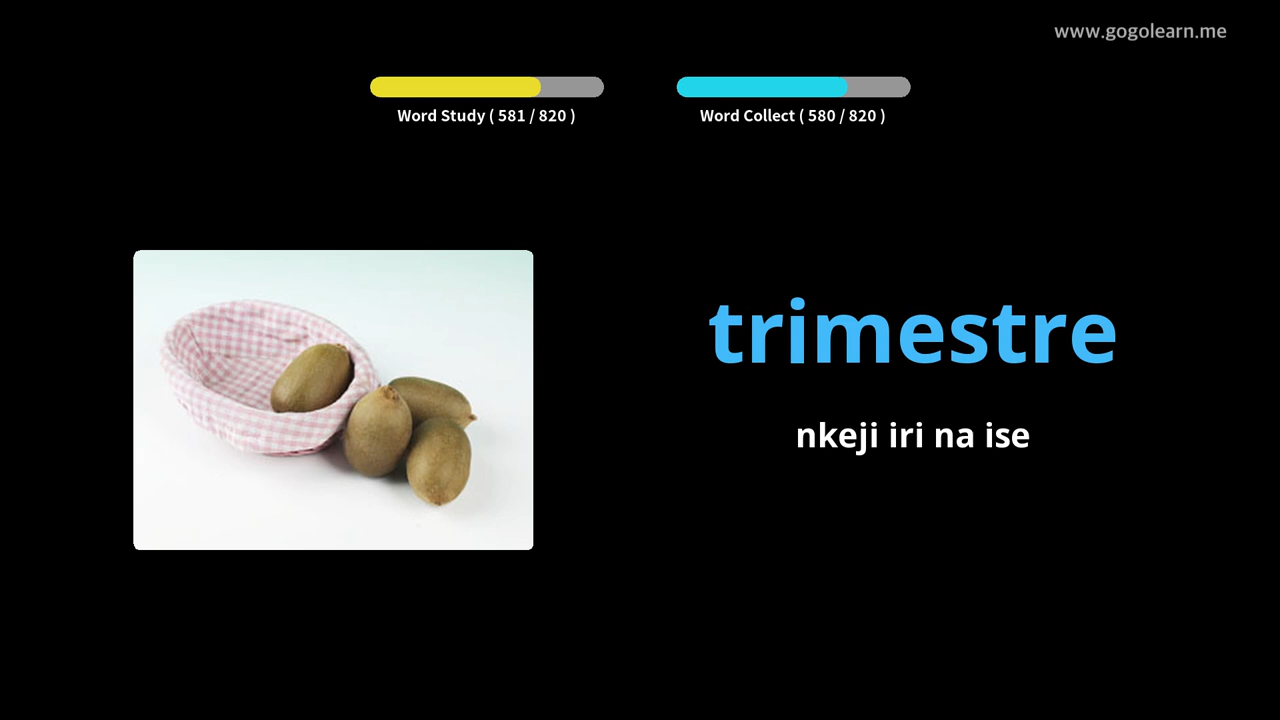 www.gogolearn.me
Word Study ( 581 / 820 )
Word Collect ( 580 / 820 )
trimestre
nkeji iri na ise